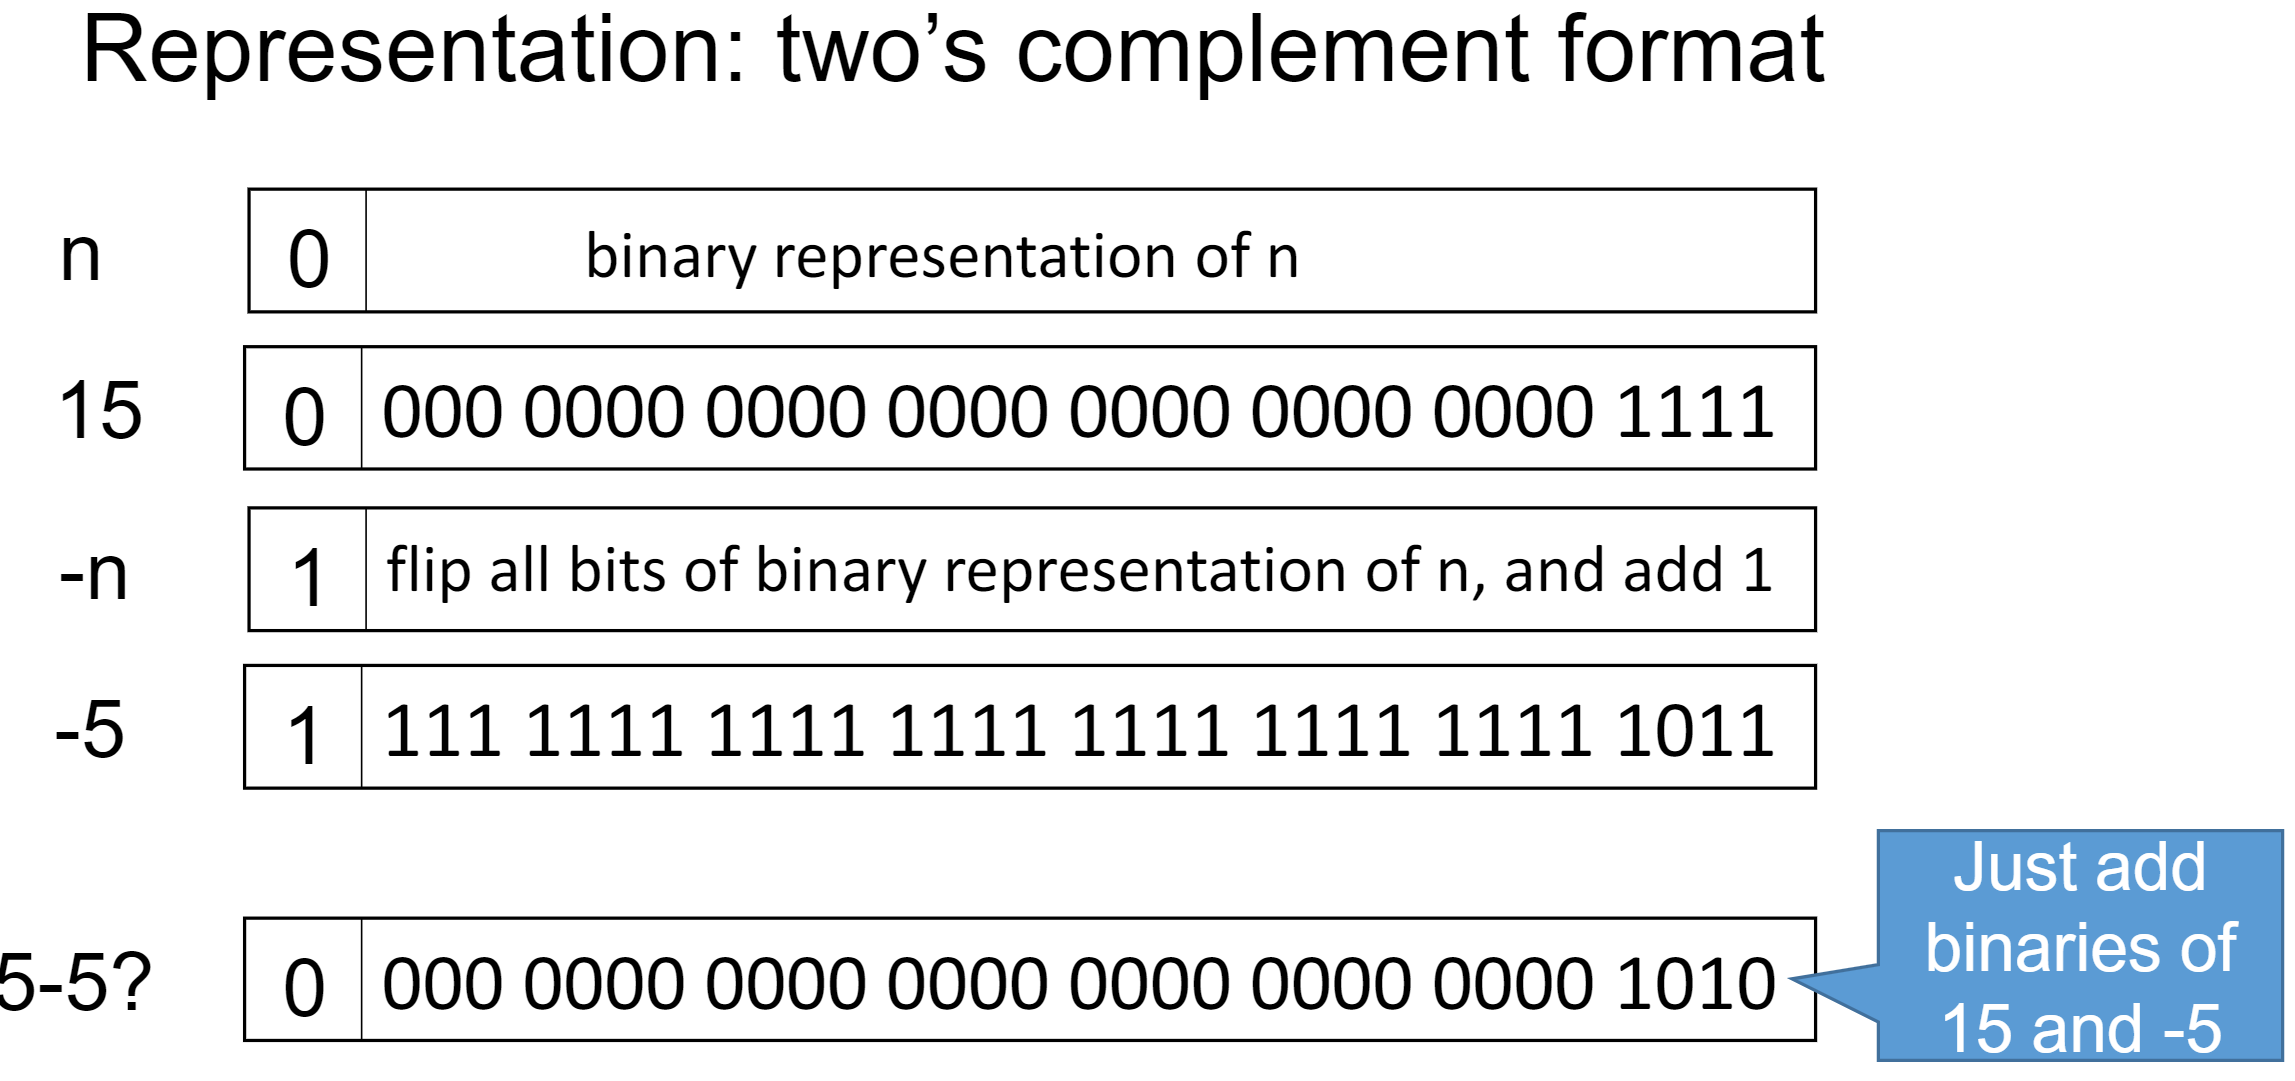 Representation: two’s complement format
n 0 binary representation of n
15 0 000 0000 0000 0000 0000 0000 0000 1111
-n 1 flip all bits of binary representation of n, and add 1
-5 1 111 1111 1111 1111 1111 1111 1111 1011
5-5? 0 000 0000 0000 0000 0000 0000 0000 1010
Just add
binaries of
15 and -5